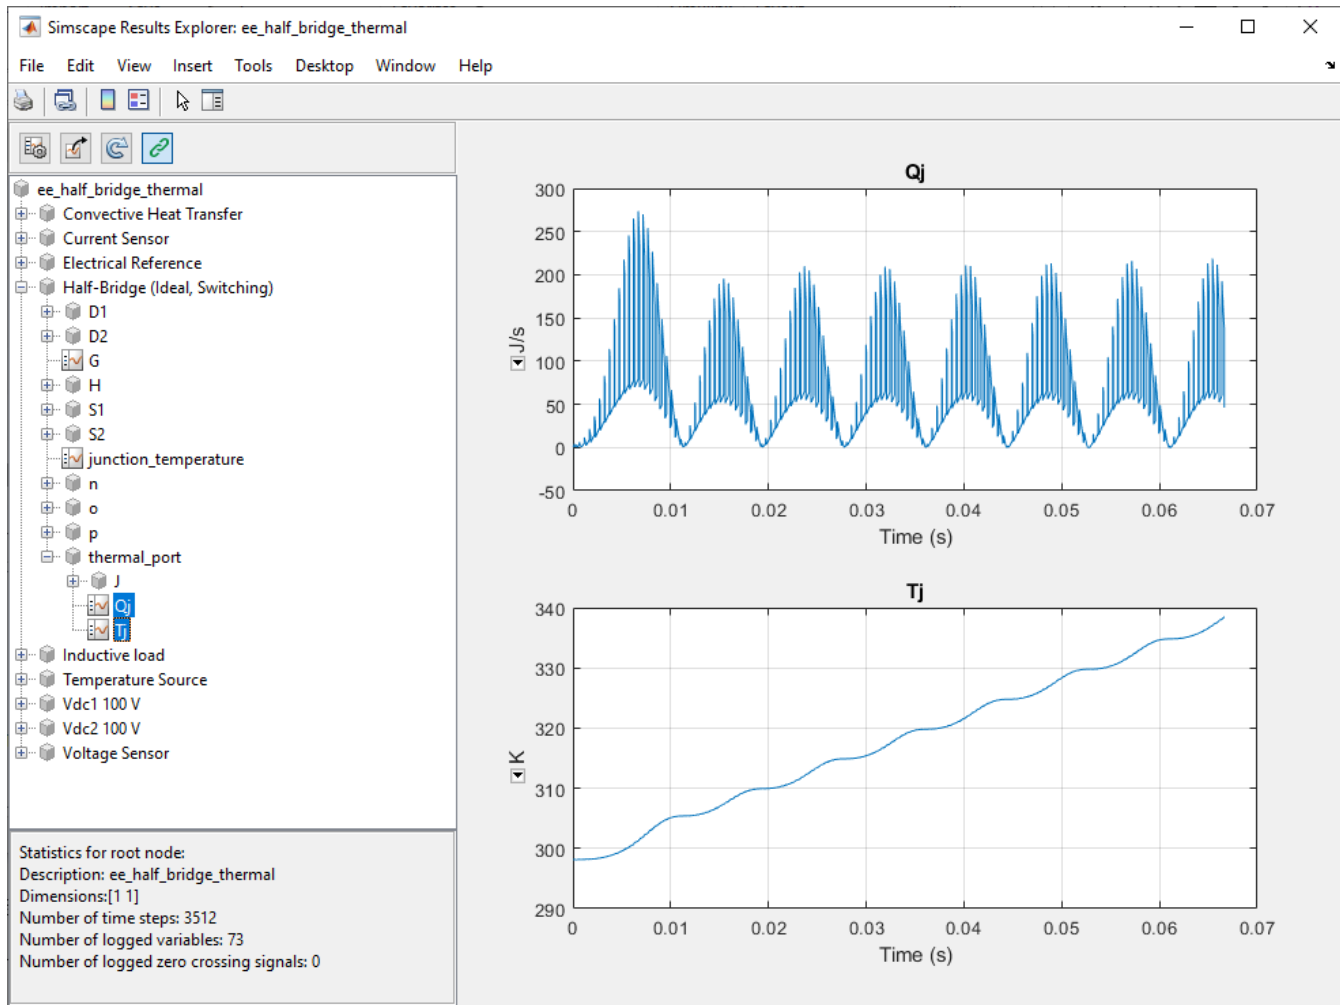 Simscape Results Explorer: ee_half_bridge_thermal
File Edit View Insert Tools Desktop Window Help
ee_half_bridge_thermal
Convective Heat Transfer
Current Sensor
Electrical Reference
Half-Bridge (Ideal, Switching)
D1
D2
G
H
S1
S2
junction_temperature
n
o
p
thermal_port
J
Qj
Tj
Inductive load
Temperature Source
Vdc1 100 V
Vdc2 100 V
Voltage Sensor
Statistics for root node:
Description: ee_half_bridge_thermal
Dimensions:[1 1]
Number of time steps: 3512
Number of logged variables: 73
Number of logged zero crossing signals: 0
Qj
300
250
200
150
100
50
0
-50
J/s
0 0.01 0.02 0.03 0.04 0.05 0.06 0.07
Time (s)
Tj
340
330
320
310
300
290
K
0 0.01 0.02 0.03 0.04 0.05 0.06 0.07
Time (s)